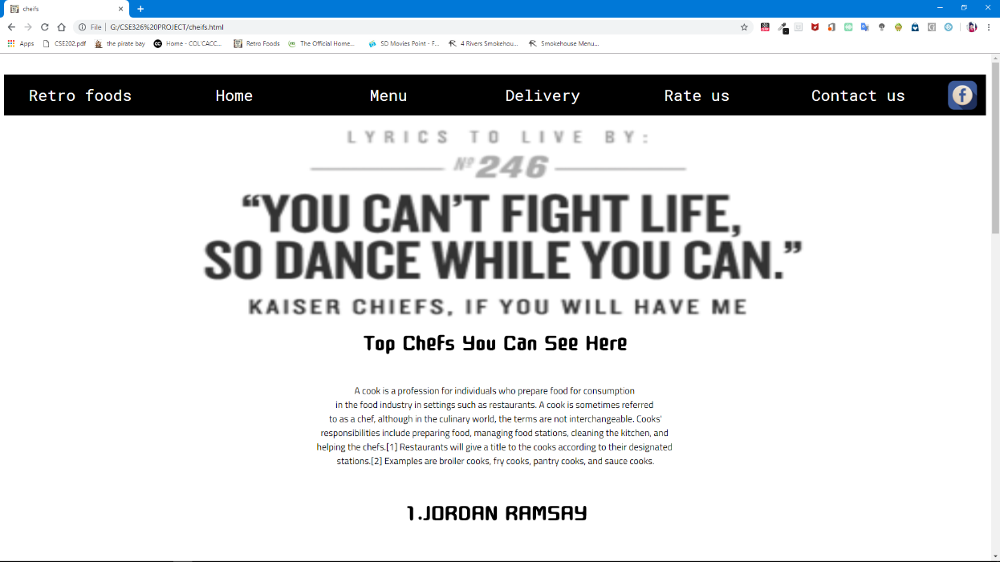 cheifs
File | G:/CSE326%20PROJECT/cheifs.html
Apps CSE202.pdf the pirate bay Home - COL'CACC... Retro Foods The Official Home... SD Movies Point - F... 4 Rivers Smokehou... Smokehouse Menu...
Retro foods Home Menu Delivery Rate us Contact us
LYRICS TO LIVE BY:
Nº 246
“YOU CAN’T FIGHT LIFE,
SO DANCE WHILE YOU CAN.”
KAISER CHIEFS, IF YOU WILL HAVE ME
Top Chefs You Can See Here
A cook is a profession for individuals who prepare food for consumption
in the food industry in settings such as restaurants. A cook is sometimes referred
to as a chef, although in the culinary world, the terms are not interchangeable. Cooks'
responsibilities include preparing food, managing food stations, cleaning the kitchen, and
helping the chefs.[1] Restaurants will give a title to the cooks according to their designated
stations.[2] Examples are broiler cooks, fry cooks, pantry cooks, and sauce cooks.
1.JORDAN RAMSAY